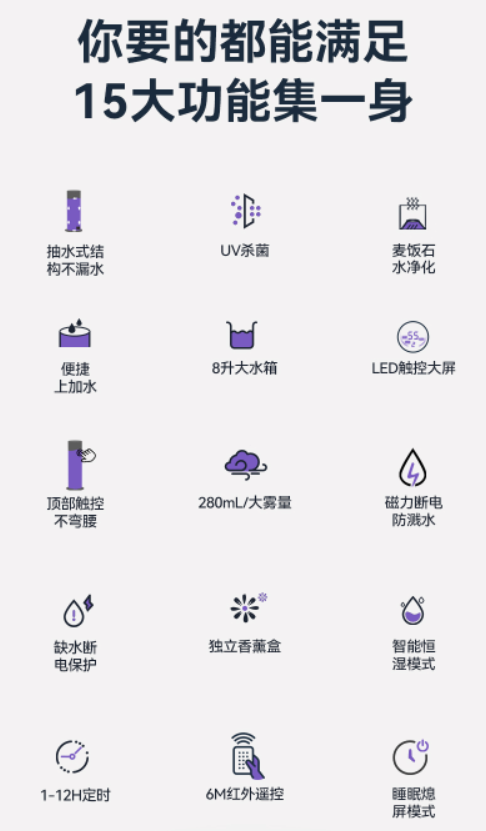 你要的都能满足
15大功能集一身
抽水式结
构不漏水
UV杀菌
麦饭石
水净化
便捷
上加水
8升大水箱
55
LED触控大屏
顶部触控
不弯腰
280mL/大雾量
磁力断电
防溅水
缺水断
电保护
独立香薰盒
智能恒
湿模式
1-12H定时
6M红外遥控
睡眠熄
屏模式